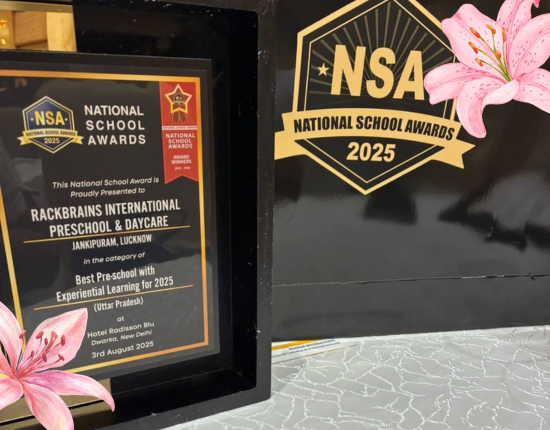 NSA
NATIONAL SCHOOL AWARDS
2025
NATIONAL
SCHOOL
AWARDS
NATIONAL
SCHOOL
AWARDS
AWARD
WINNERS
This National School Award is
Proudly Presented to
RACKBRAINS INTERNATIONAL
PRESCHOOL & DAYCARE
JANKIPURAM, LUCKNOW
in the category of
Best Pre-school with
Experiential Learning for 2025
(Uttar Pradesh)
at
Hotel Radisson Blu
Dwarka, New Delhi
3rd August 2025
NSA
NATIONAL SCHOOL AWARDS
2025